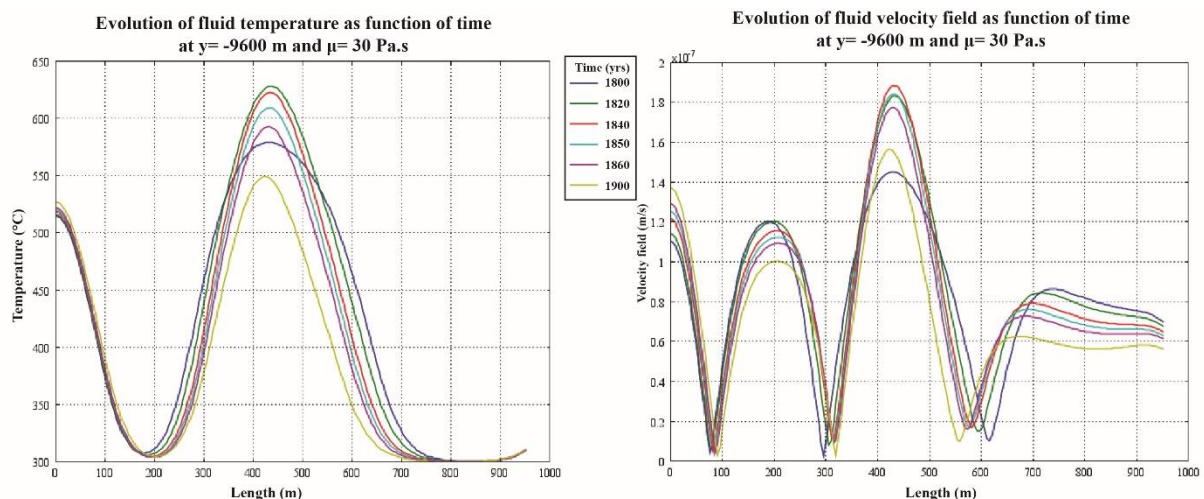 Evolution of fluid temperature as function of time
at y= -9600 m and μ= 30 Pa.s
650
600
550
500
450
400
350
300
0 100 200 300 400 500 600 700 800 900 1000
Temperature (°C)
Length (m)
Time (yrs)
1800
1820
1840
1850
1860
1900
Evolution of fluid velocity field as function of time
at y= -9600 m and μ= 30 Pa.s
x10⁻⁷
2
1.8
1.6
1.4
1.2
1
0.8
0.6
0.4
0.2
0
0 100 200 300 400 500 600 700 800 900 1000
Velocity field (m/s)
Length (m)